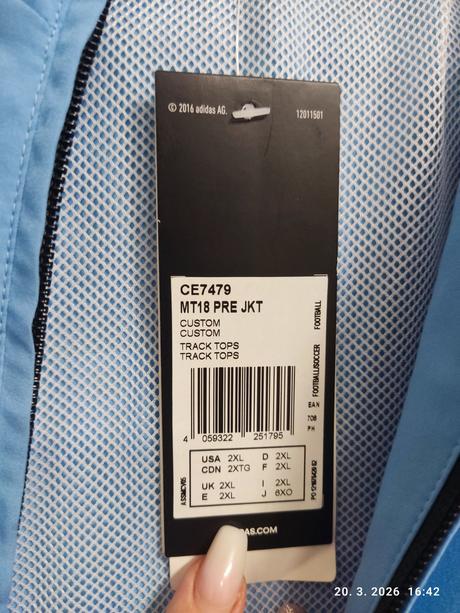 © 2016 adidas AG. 12011501
CE7479
MT18 PRE JKT
CUSTOM
CUSTOM
TRACK TOPS
TRACK TOPS
FOOTBALL
FOOTBALL/SOCCER
EAN
PH
4 059322 251795
USA 2XL D 2XL
CDN 2XTG F 2XL
UK 2XL I 2XL
E 2XL J 6XO
.COM
20. 3. 2026 16:42